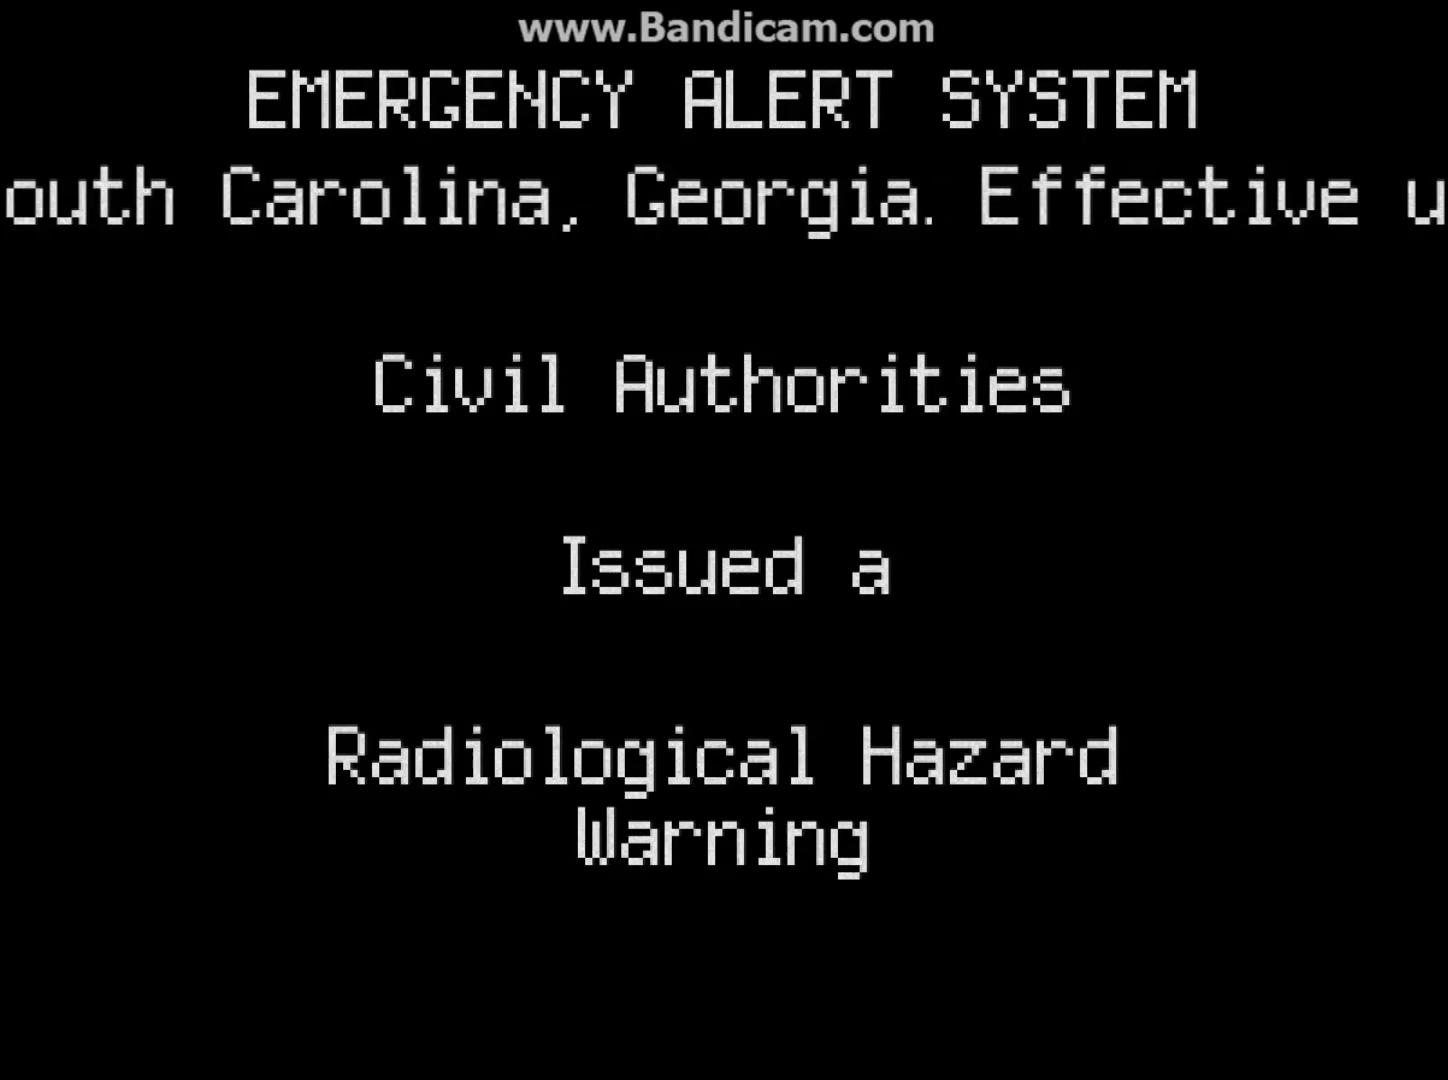 www.Bandicam.com
EMERGENCY ALERT SYSTEM
outh Carolina, Georgia. Effective u
Civil Authorities
Issued a
Radiological Hazard
Warning